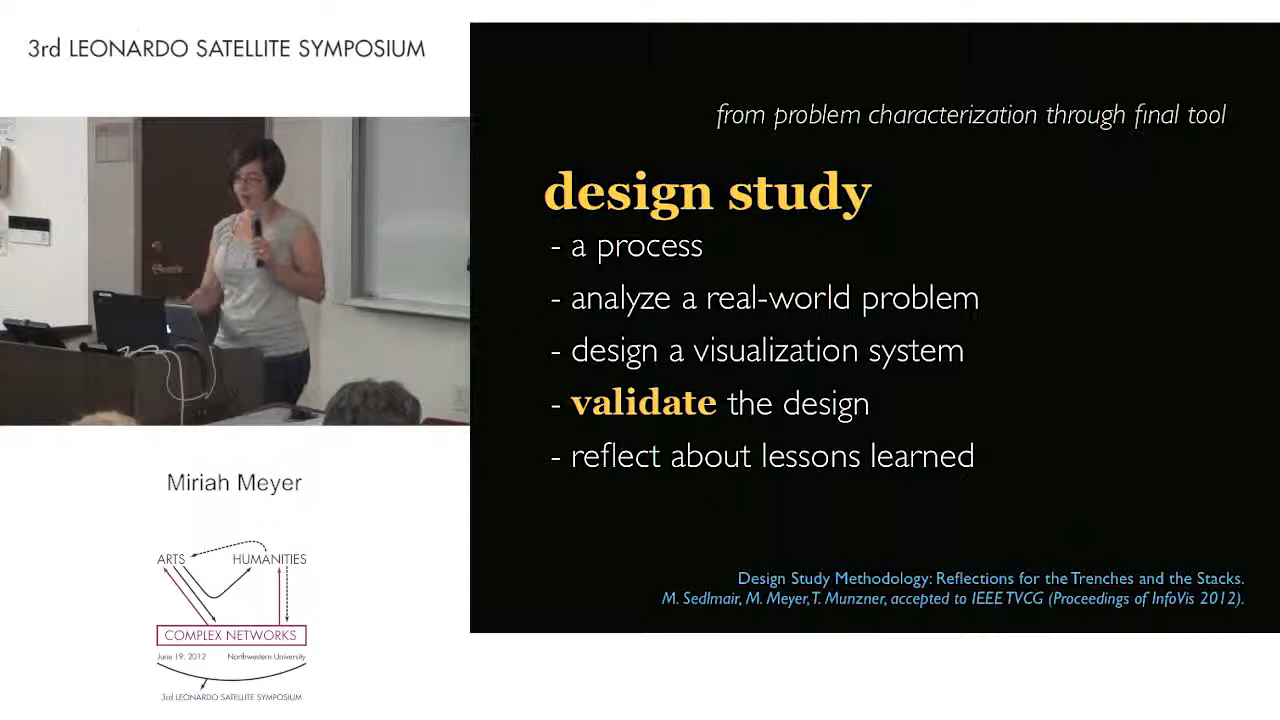 3rd LEONARDO SATELLITE SYMPOSIUM
from problem characterization through final tool
design study
- a process
- analyze a real-world problem
- design a visualization system
- validate the design
- reflect about lessons learned
Design Study Methodology: Reflections for the Trenches and the Stacks.
M. Sedlmair, M. Meyer, T. Munzner, accepted to IEEE TVCG (Proceedings of InfoVis 2012).
Miriah Meyer
ARTS HUMANITIES
COMPLEX NETWORKS
June 19, 2012 Northwestern University
3rd LEONARDO SATELLITE SYMPOSIUM